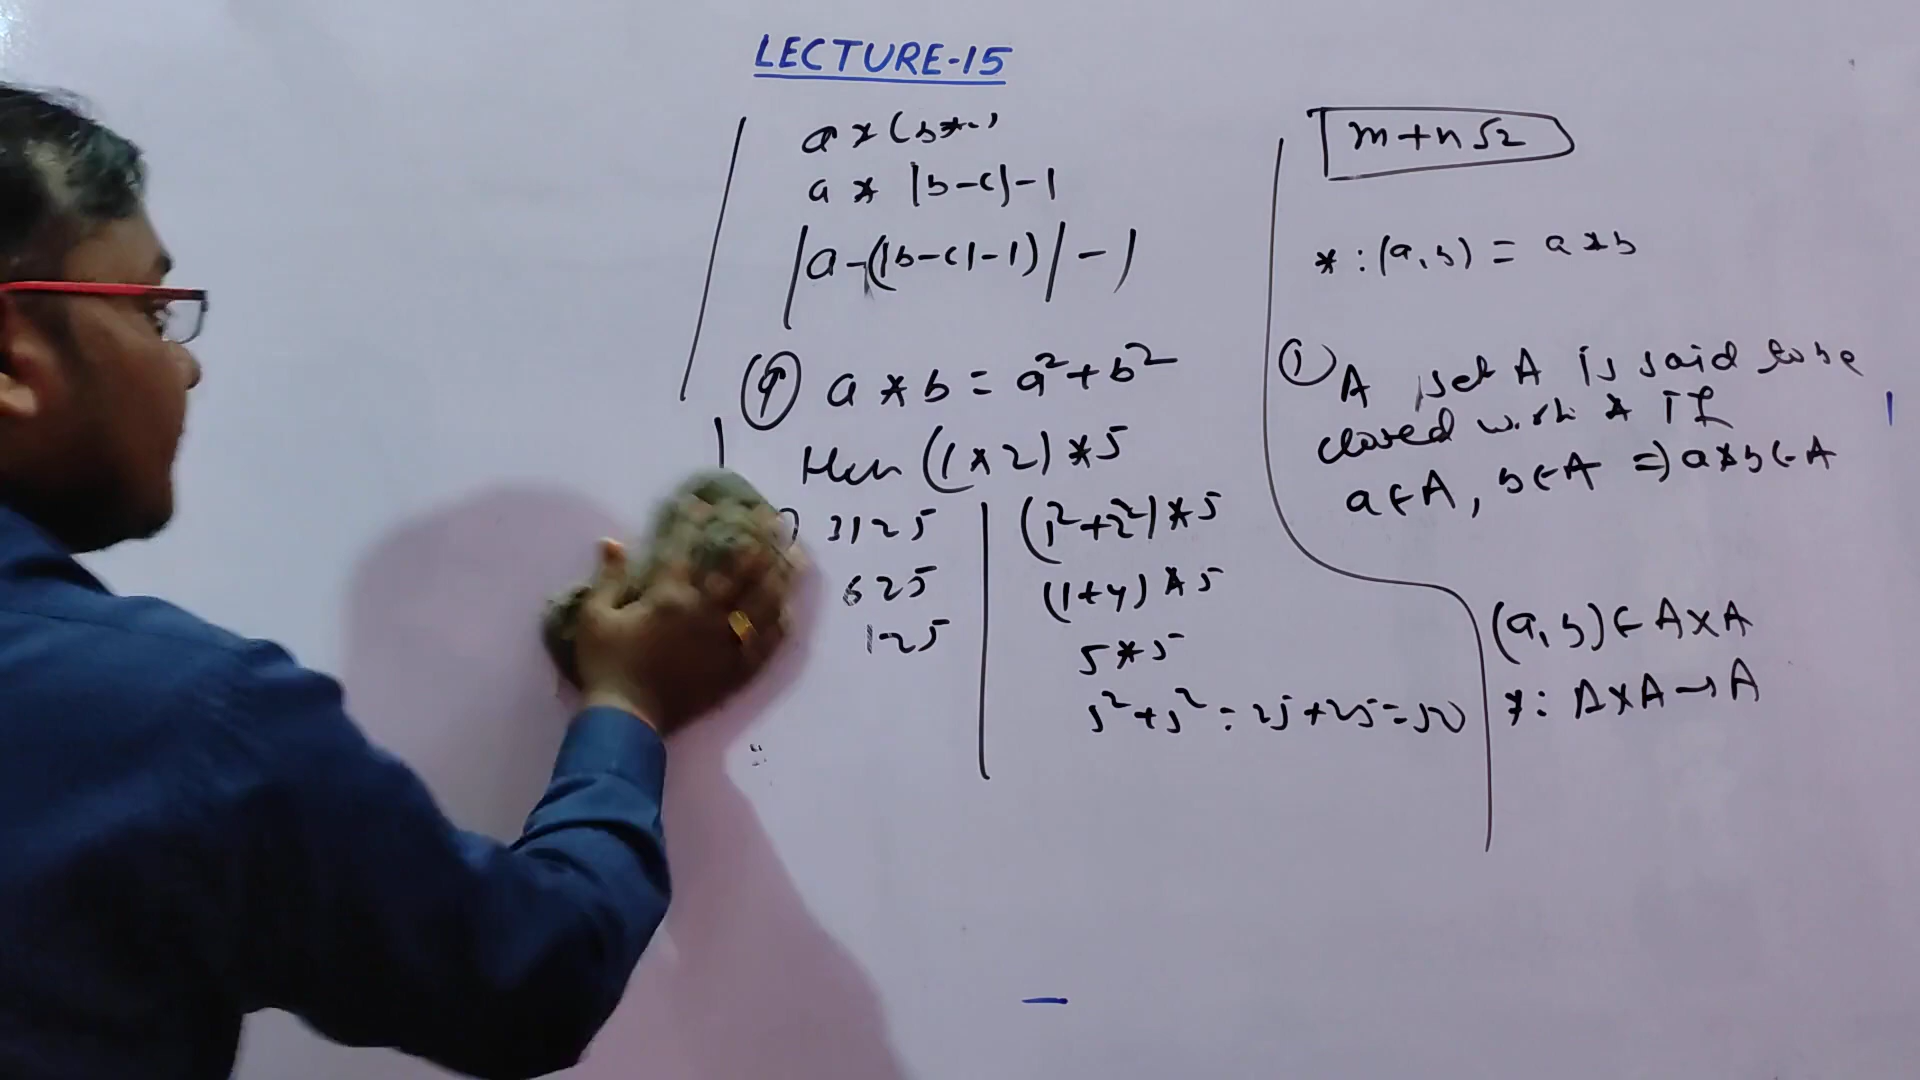 LECTURE-15
a * (b*
a * |b-c|-1
|a-(|b-c|-1)|-1
a * b = a²+b²
then (1*2)*5
3125
625
125
(1²+2²)*5
(1+4)*5
5*5
5²+5² = 25+25=50
m+n√2
* : (a,b) = a*b
① A set A is said to be
closed w.r.t * if
a∈A, b∈A ⇒ a*b∈A
(a,b)∈A×A
* : A×A→A